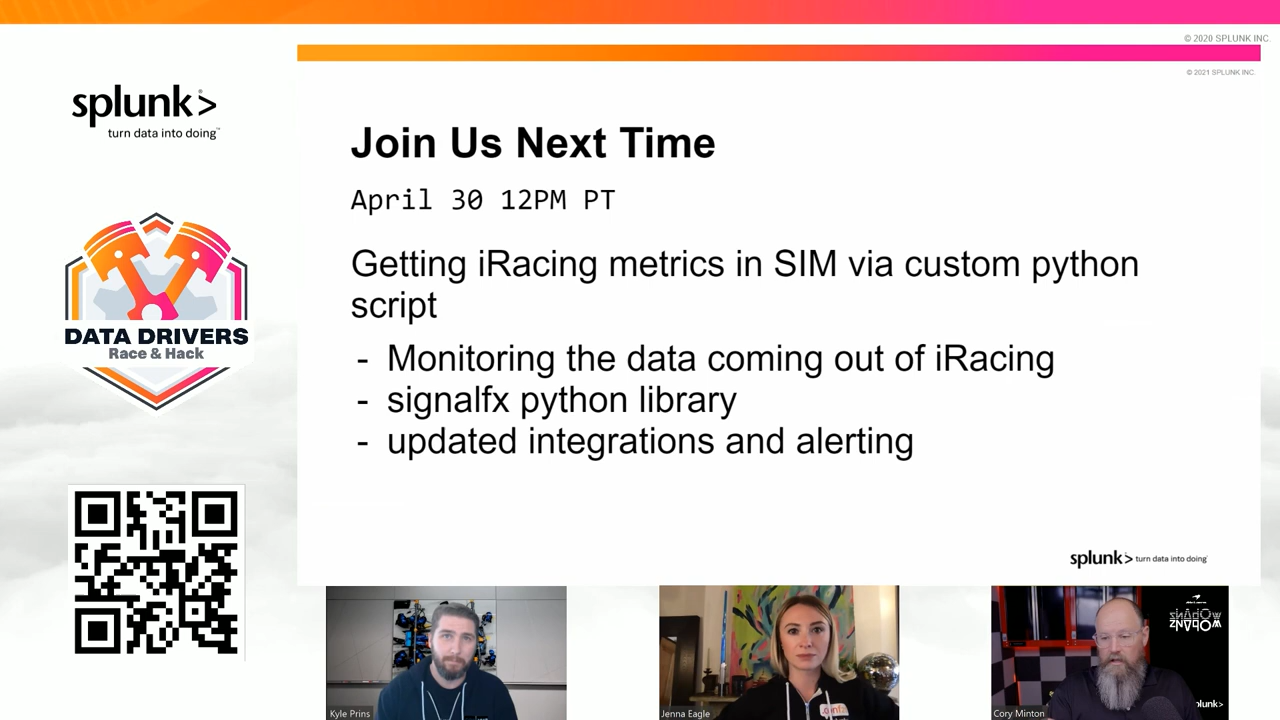 © 2020 SPLUNK INC.
© 2021 SPLUNK INC.
splunk>
turn data into doing™
Join Us Next Time
April 30 12PM PT
Getting iRacing metrics in SIM via custom python
script
- Monitoring the data coming out of iRacing
- signalfx python library
- updated integrations and alerting
DATA DRIVERS
Race & Hack
splunk> turn data into doing
Kyle Prins
Jenna Eagle
Cory Minton